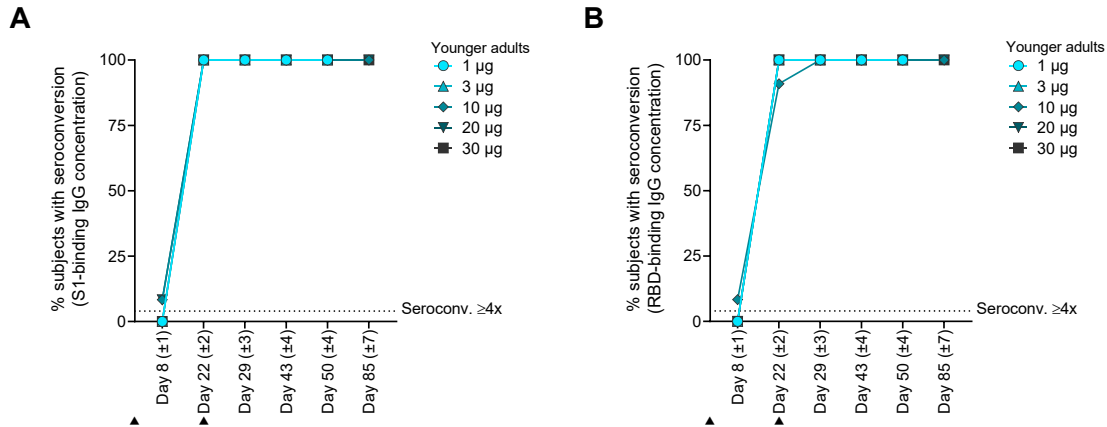 A
% subjects with seroconversion
(S1-binding IgG concentration)
100
75
50
25
0
Day 8 (±1)
Day 22 (±2)
Day 29 (±3)
Day 43 (±4)
Day 50 (±4)
Day 85 (±7)
Seroconv. ≥4x
Younger adults
1 µg
3 µg
10 µg
20 µg
30 µg
B
% subjects with seroconversion
(RBD-binding IgG concentration)
100
75
50
25
0
Day 8 (±1)
Day 22 (±2)
Day 29 (±3)
Day 43 (±4)
Day 50 (±4)
Day 85 (±7)
Seroconv. ≥4x
Younger adults
1 µg
3 µg
10 µg
20 µg
30 µg